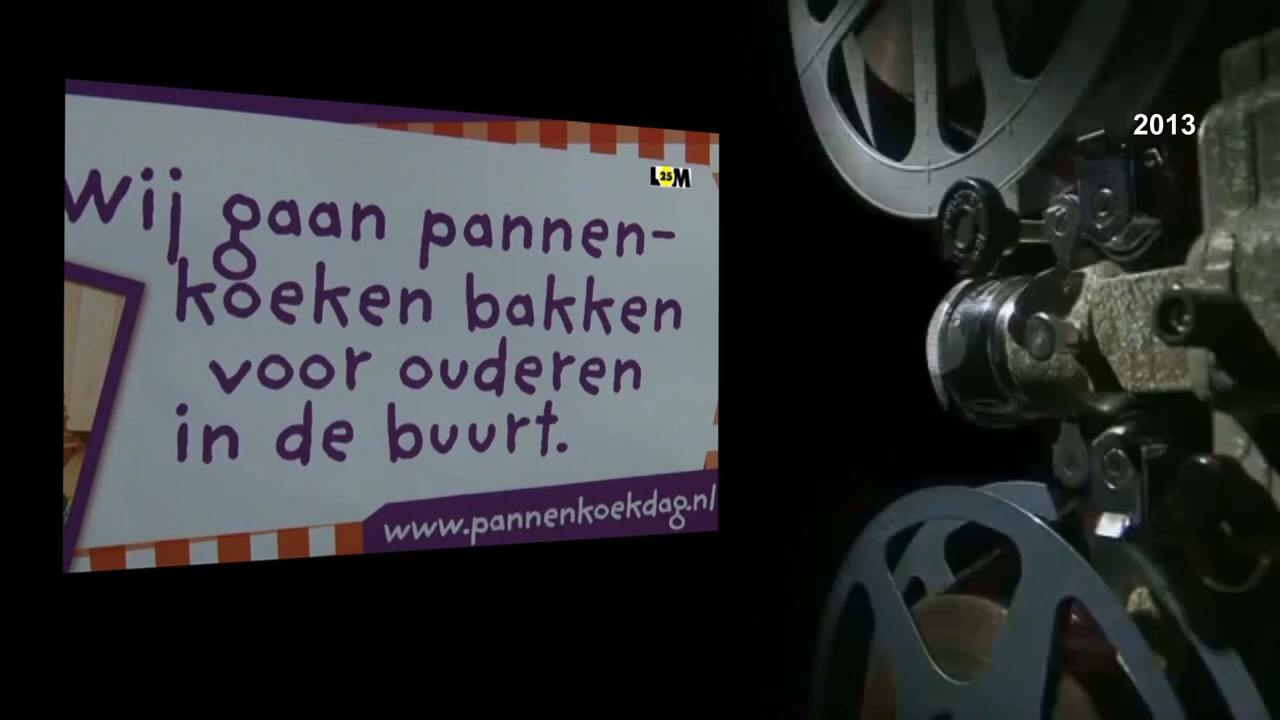 2013
L25M
Wij gaan pannen-
koeken bakken
voor ouderen
in de buurt.
www.pannenkoekdag.nl